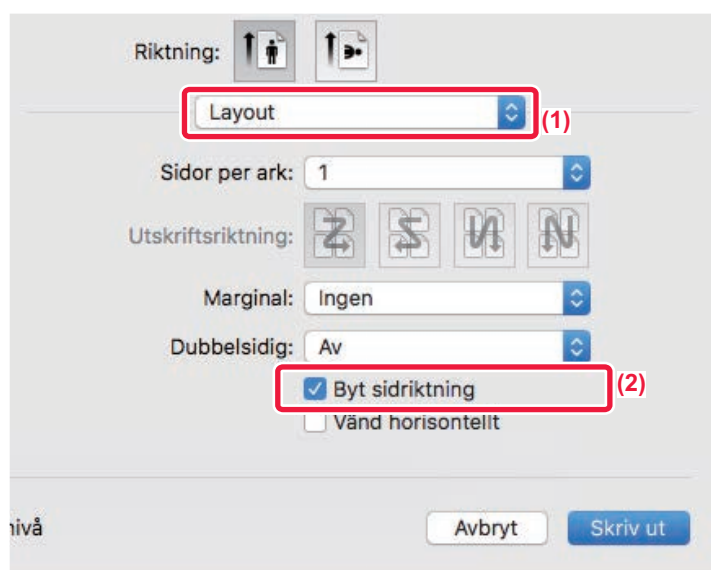 Riktning:
Layout
(1)
Sidor per ark: 1
Utskriftsriktning:
Marginal: Ingen
Dubbelsidig: Av
Byt sidriktning
(2)
Vänd horisontellt
nivå
Avbryt
Skriv ut